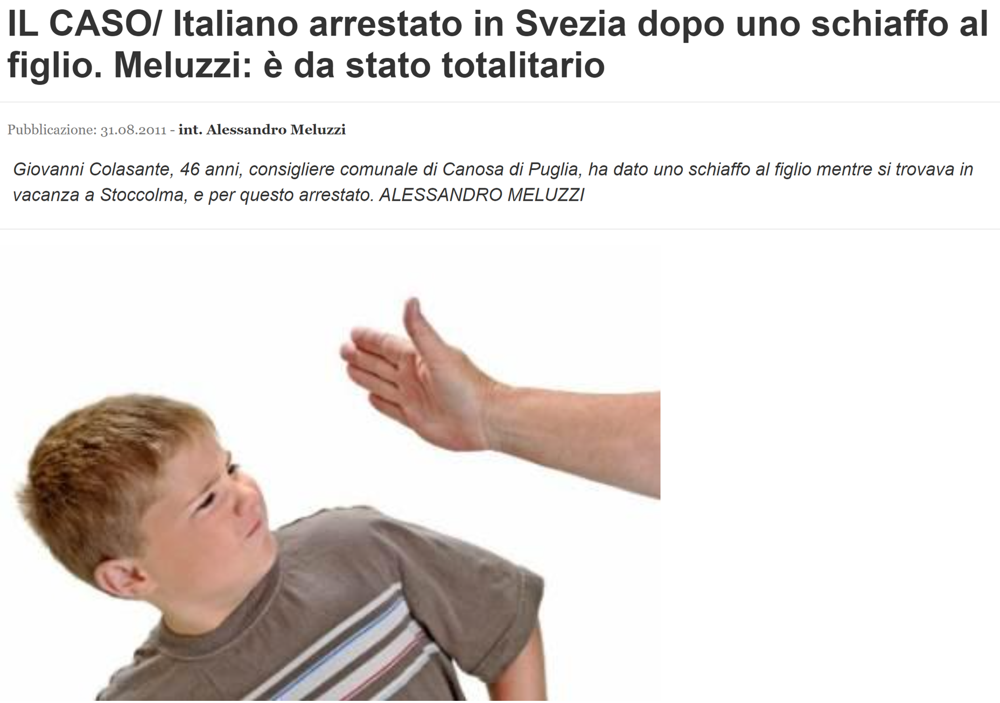 IL CASO/ Italiano arrestato in Svezia dopo uno schiaffo al
figlio. Meluzzi: è da stato totalitario
Pubblicazione: 31.08.2011 - int. Alessandro Meluzzi
Giovanni Colasante, 46 anni, consigliere comunale di Canosa di Puglia, ha dato uno schiaffo al figlio mentre si trovava in
vacanza a Stoccolma, e per questo arrestato. ALESSANDRO MELUZZI